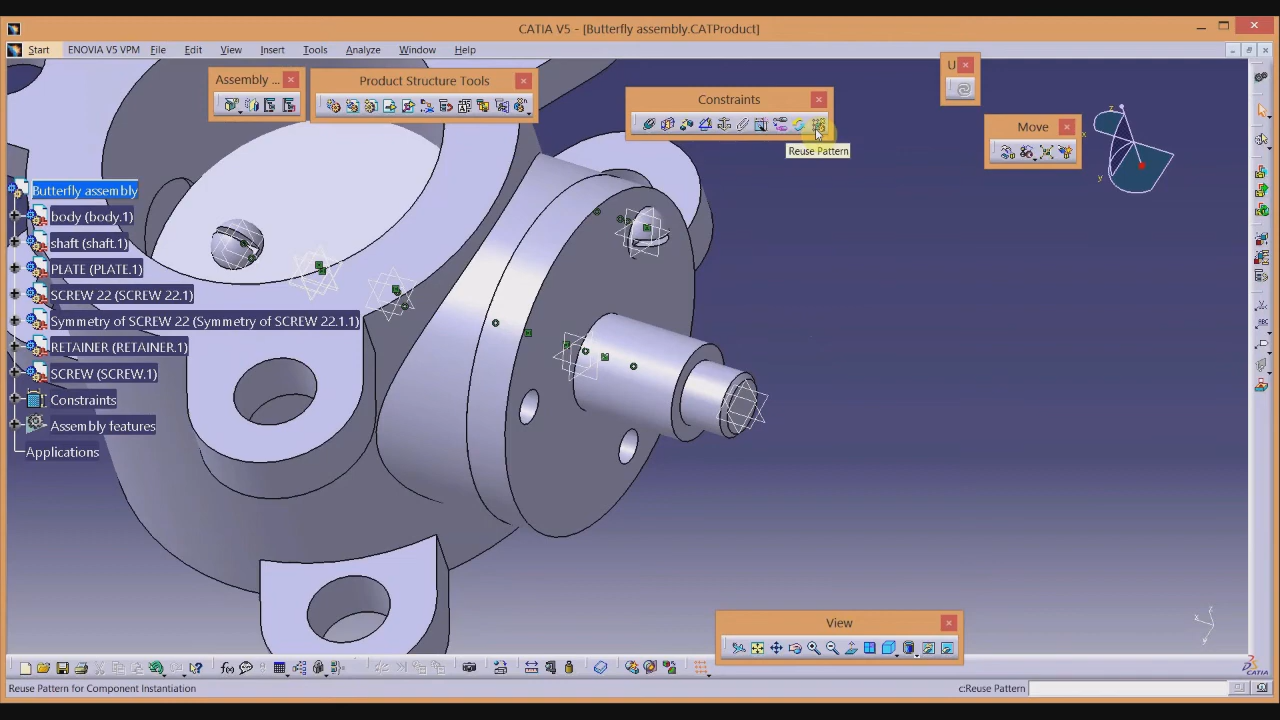 CATIA V5 - [Butterfly assembly.CATProduct]
Start ENOVIA V5 VPM File Edit View Insert Tools Analyze Window Help
Assembly ...
Product Structure Tools
Constraints
U
Move
Reuse Pattern
z
x
y
Butterfly assembly
body (body.1)
shaft (shaft.1)
PLATE (PLATE.1)
SCREW 22 (SCREW 22.1)
Symmetry of SCREW 22 (Symmetry of SCREW 22.1.1)
RETAINER (RETAINER.1)
SCREW (SCREW.1)
Constraints
Assembly features
Applications
View
Reuse Pattern for Component Instantiation
c:Reuse Pattern
CATIA